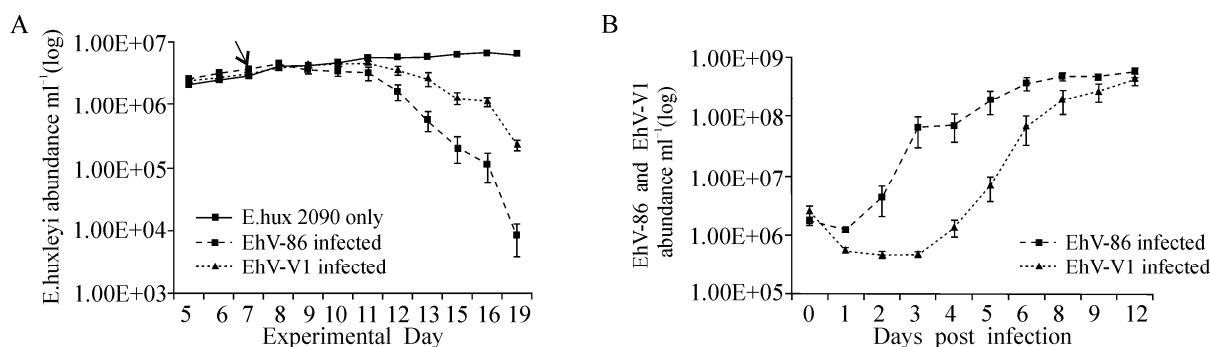 A
1.00E+07
1.00E+06
1.00E+05
1.00E+04
1.00E+03
E.huxleyi abundance ml⁻¹(log)
E.hux 2090 only
EhV-86 infected
EhV-V1 infected
5 6 7 8 9 10 11 12 13 15 16 19
Experimental Day
B
1.00E+09
1.00E+08
1.00E+07
1.00E+06
1.00E+05
EhV-86 and EhV-V1
abundance ml⁻¹(log)
EhV-86 infected
EhV-V1 infected
0 1 2 3 4 5 6 8 9 12
Days post infection